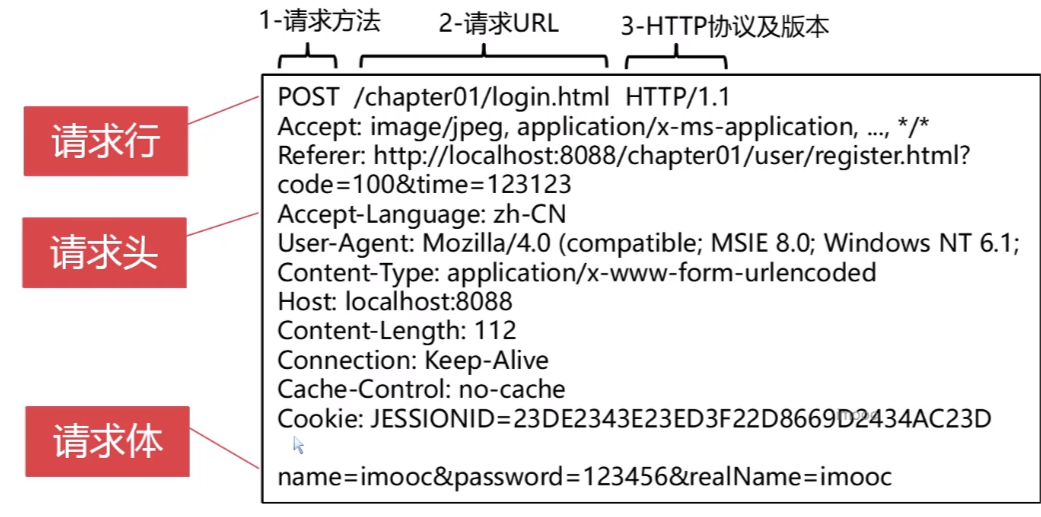 1-请求方法 2-请求URL 3-HTTP协议及版本
请求行
POST /chapter01/login.html HTTP/1.1
Accept: image/jpeg, application/x-ms-application, ..., */*
Referer: http://localhost:8088/chapter01/user/register.html?
code=100&time=123123
请求头
Accept-Language: zh-CN
User-Agent: Mozilla/4.0 (compatible; MSIE 8.0; Windows NT 6.1;
Content-Type: application/x-www-form-urlencoded
Host: localhost:8088
Content-Length: 112
Connection: Keep-Alive
Cache-Control: no-cache
Cookie: JESSIONID=23DE2343E23ED3F22D8669D2434AC23D
请求体
name=imooc&password=123456&realName=imooc